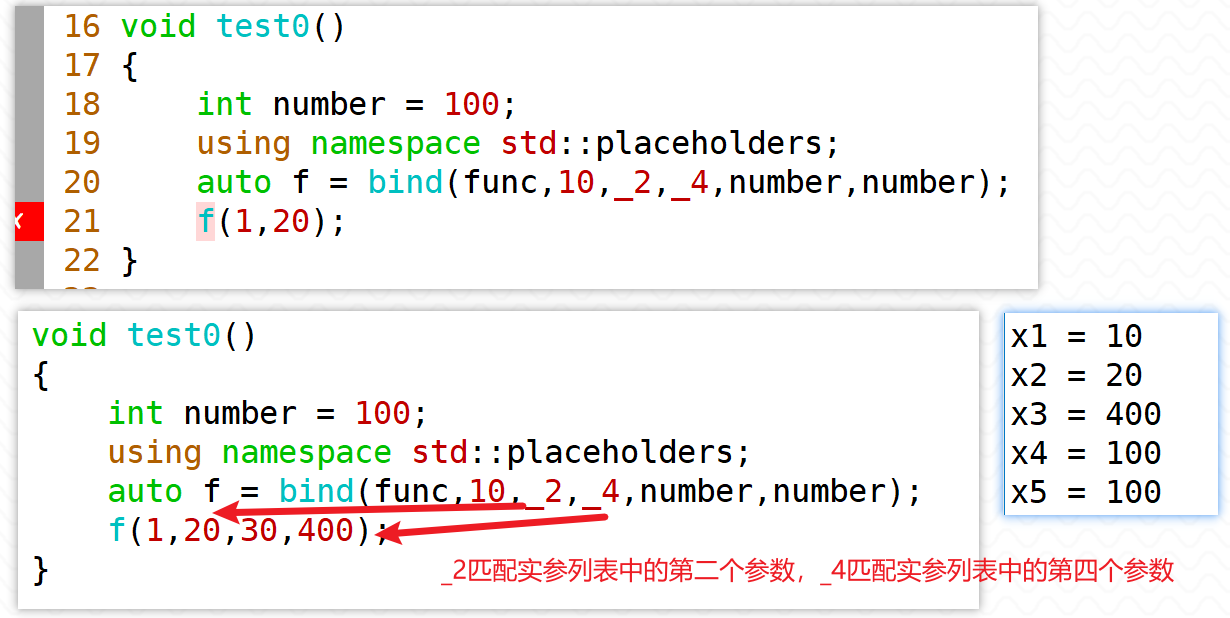 16 void test0()
17 {
18     int number = 100;
19     using namespace std::placeholders;
20     auto f = bind(func,10,_2,_4,number,number);
21     f(1,20);
22 }
void test0()
{
    int number = 100;
    using namespace std::placeholders;
    auto f = bind(func,10,_2,_4,number,number);
    f(1,20,30,400);
}
_2匹配实参列表中的第二个参数，_4匹配实参列表中的第四个参数
x1 = 10
x2 = 20
x3 = 400
x4 = 100
x5 = 100